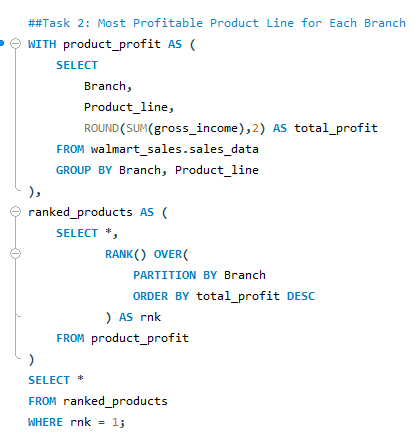 ##Task 2: Most Profitable Product Line for Each Branch
WITH product_profit AS (
    SELECT
        Branch,
        Product_line,
        ROUND(SUM(gross_income),2) AS total_profit
    FROM walmart_sales.sales_data
    GROUP BY Branch, Product_line
),
ranked_products AS (
    SELECT *,
           RANK() OVER(
               PARTITION BY Branch
               ORDER BY total_profit DESC
           ) AS rnk
    FROM product_profit
)
SELECT *
FROM ranked_products
WHERE rnk = 1;